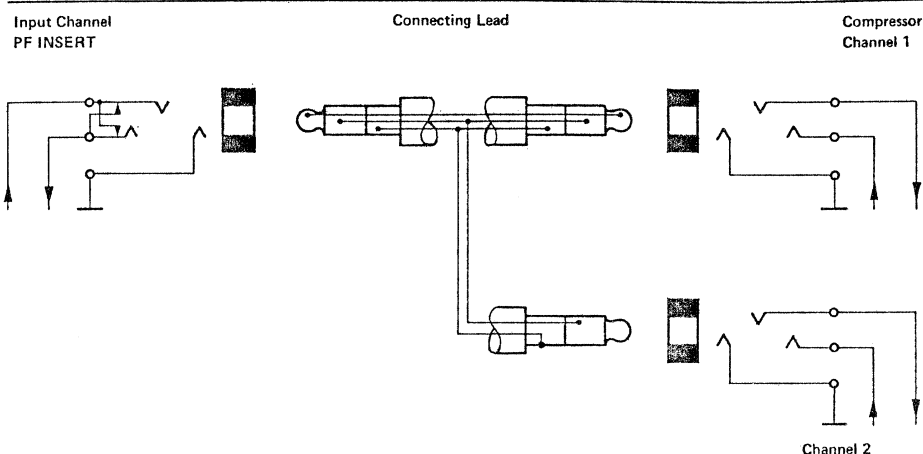 Input Channel
PF INSERT
Connecting Lead
Compressor
Channel 1
Channel 2